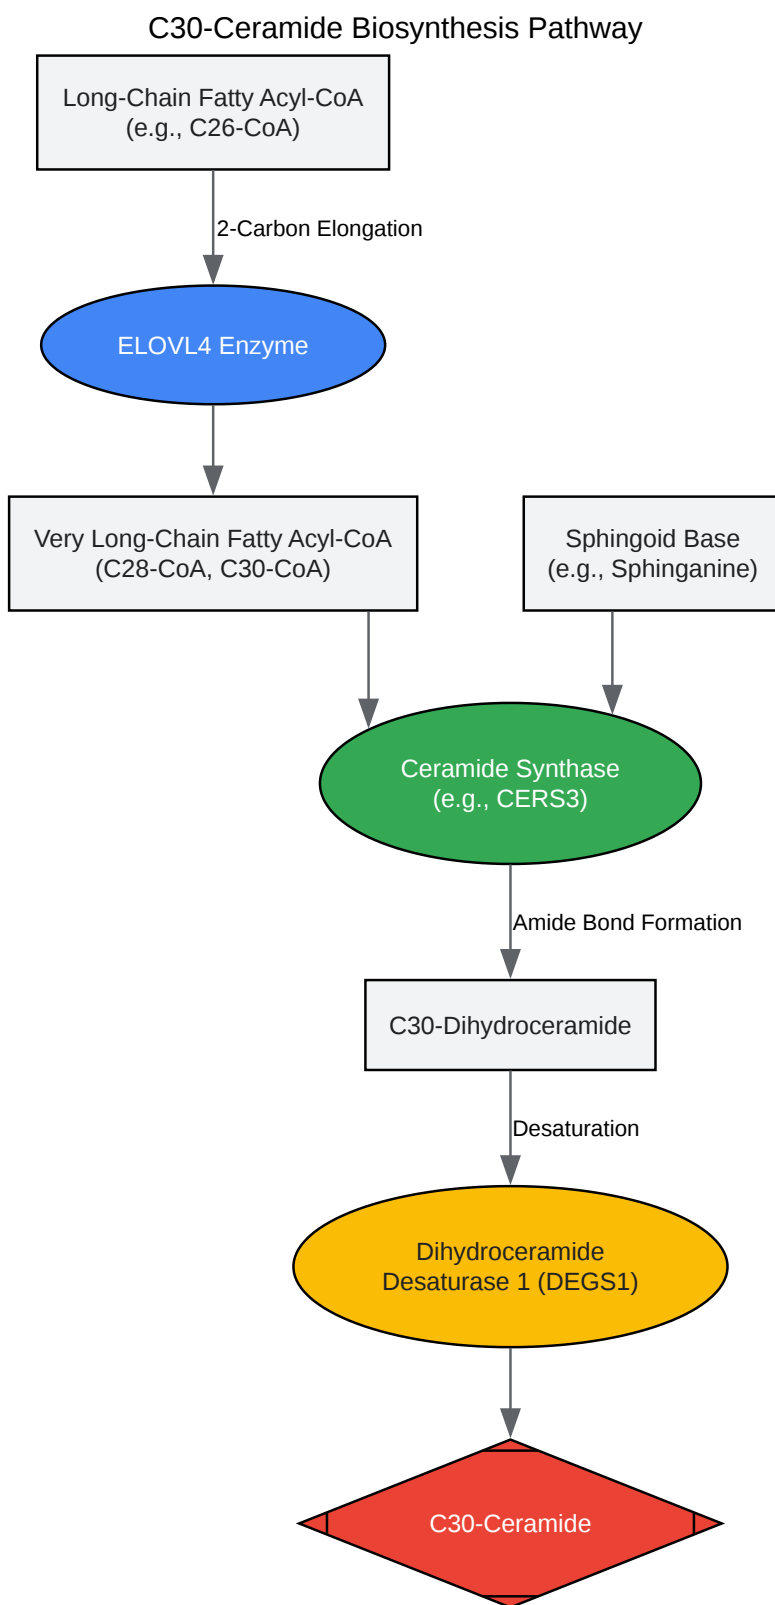 C30-Ceramide Biosynthesis Pathway
Long-Chain Fatty Acyl-CoA
(e.g., C26-CoA)
2-Carbon Elongation
ELOVL4 Enzyme
Very Long-Chain Fatty Acyl-CoA
(C28-CoA, C30-CoA)
Sphingoid Base
(e.g., Sphinganine)
Ceramide Synthase
(e.g., CERS3)
Amide Bond Formation
C30-Dihydroceramide
Desaturation
Dihydroceramide
Desaturase 1 (DEGS1)
C30-Ceramide